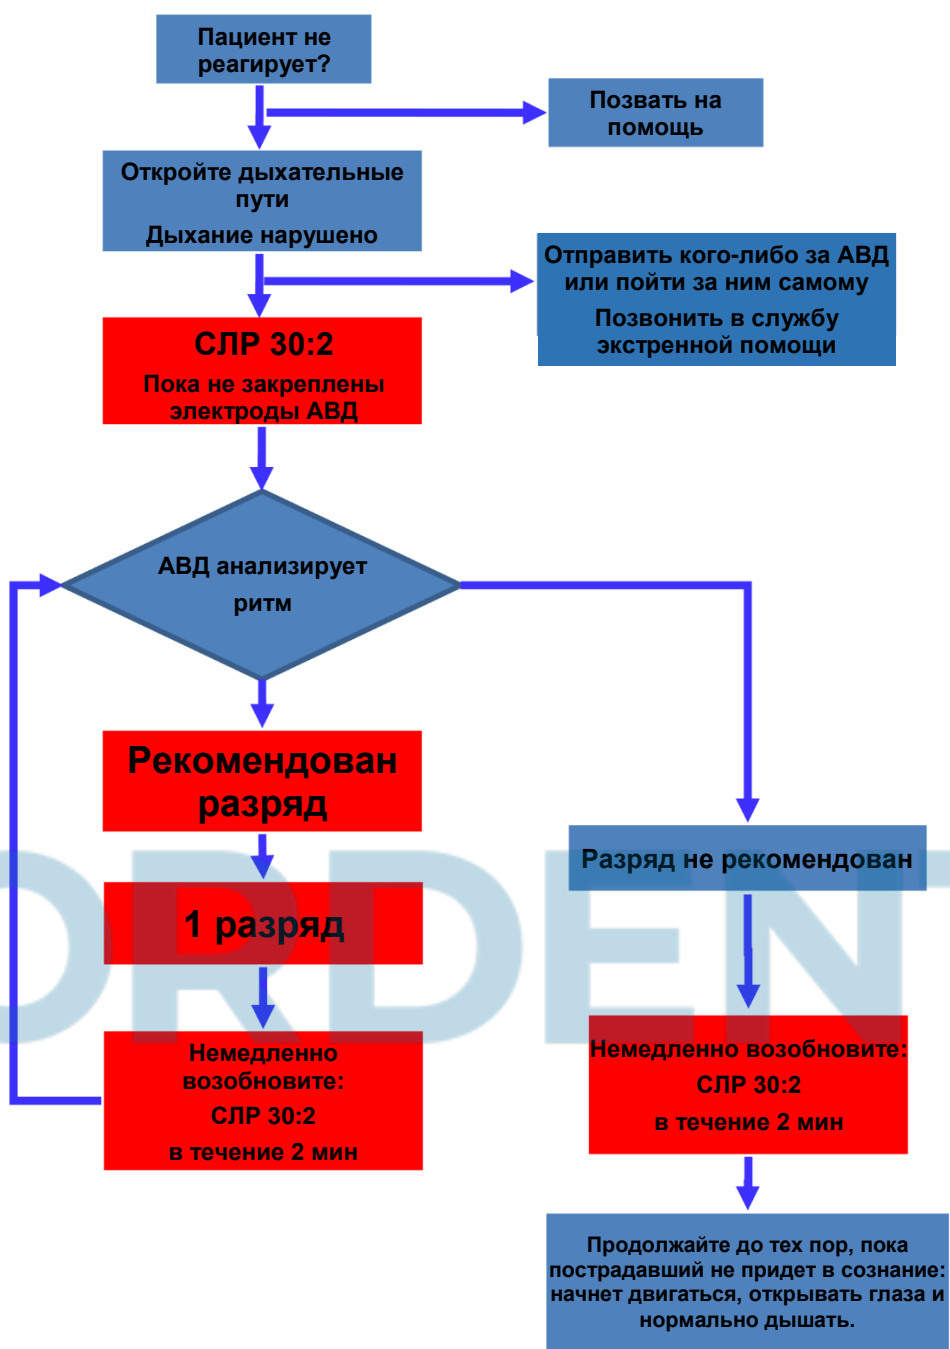 Пациент не
реагирует?
Позвать на
помощь
Откройте дыхательные
пути
Дыхание нарушено
Отправить кого-либо за АВД
или пойти за ним самому
Позвонить в службу
экстренной помощи
СЛР 30:2
Пока не закреплены
электроды АВД
АВД анализирует
ритм
Рекомендован
разряд
1 разряд
Немедленно
возобновите:
СЛР 30:2
в течение 2 мин
Разряд не рекомендован
Немедленно возобновите:
СЛР 30:2
в течение 2 мин
Продолжайте до тех пор, пока
пострадавший не придет в сознание:
начнет двигаться, открывать глаза и
нормально дышать.
ORDENT